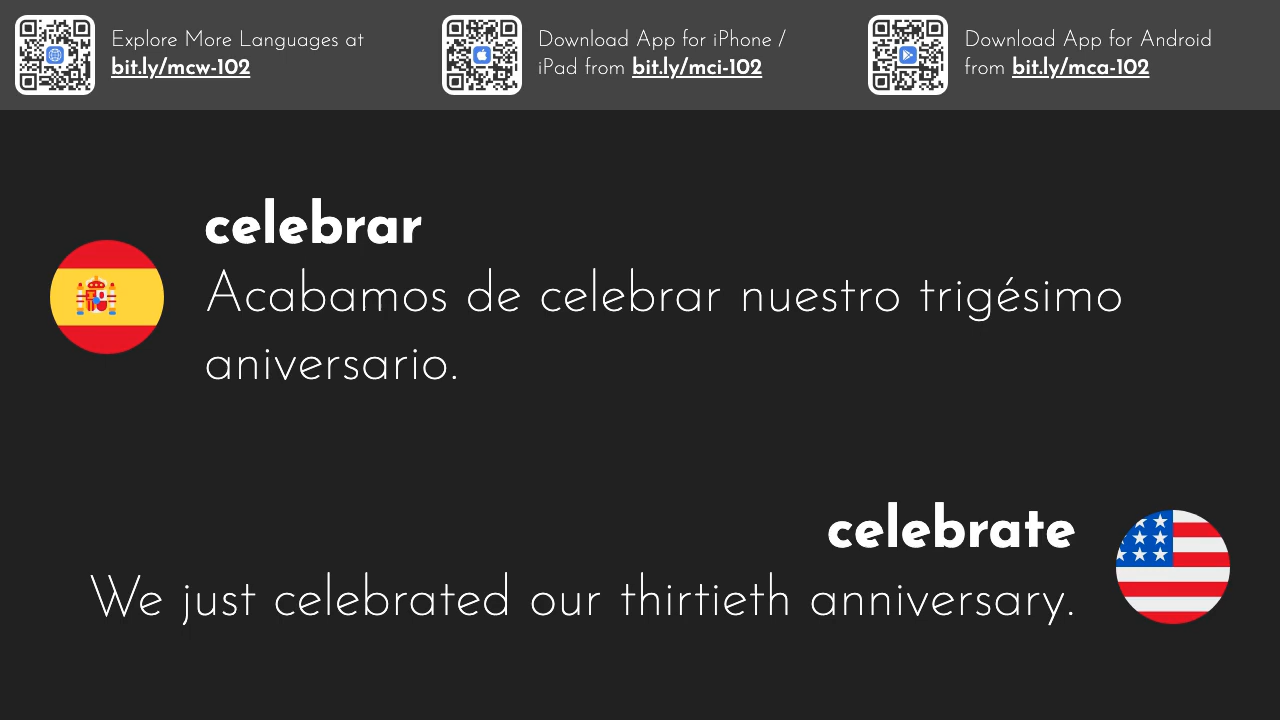 Explore More Languages at
bit.ly/mcw-102
Download App for iPhone /
iPad from bit.ly/mci-102
Download App for Android
from bit.ly/mca-102
celebrar
Acabamos de celebrar nuestro trigésimo
aniversario.
celebrate
We just celebrated our thirtieth anniversary.